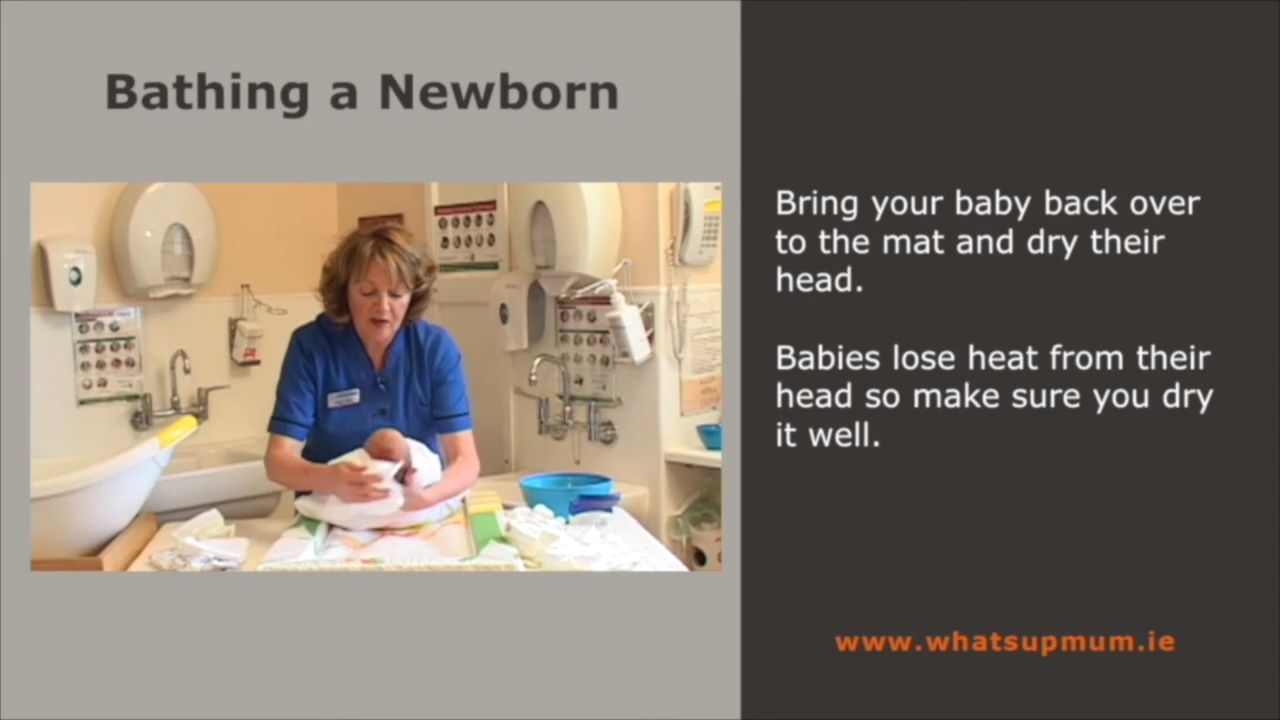 Bathing a Newborn
Bring your baby back over
to the mat and dry their
head.
Babies lose heat from their
head so make sure you dry
it well.
www.whatsupmum.ie